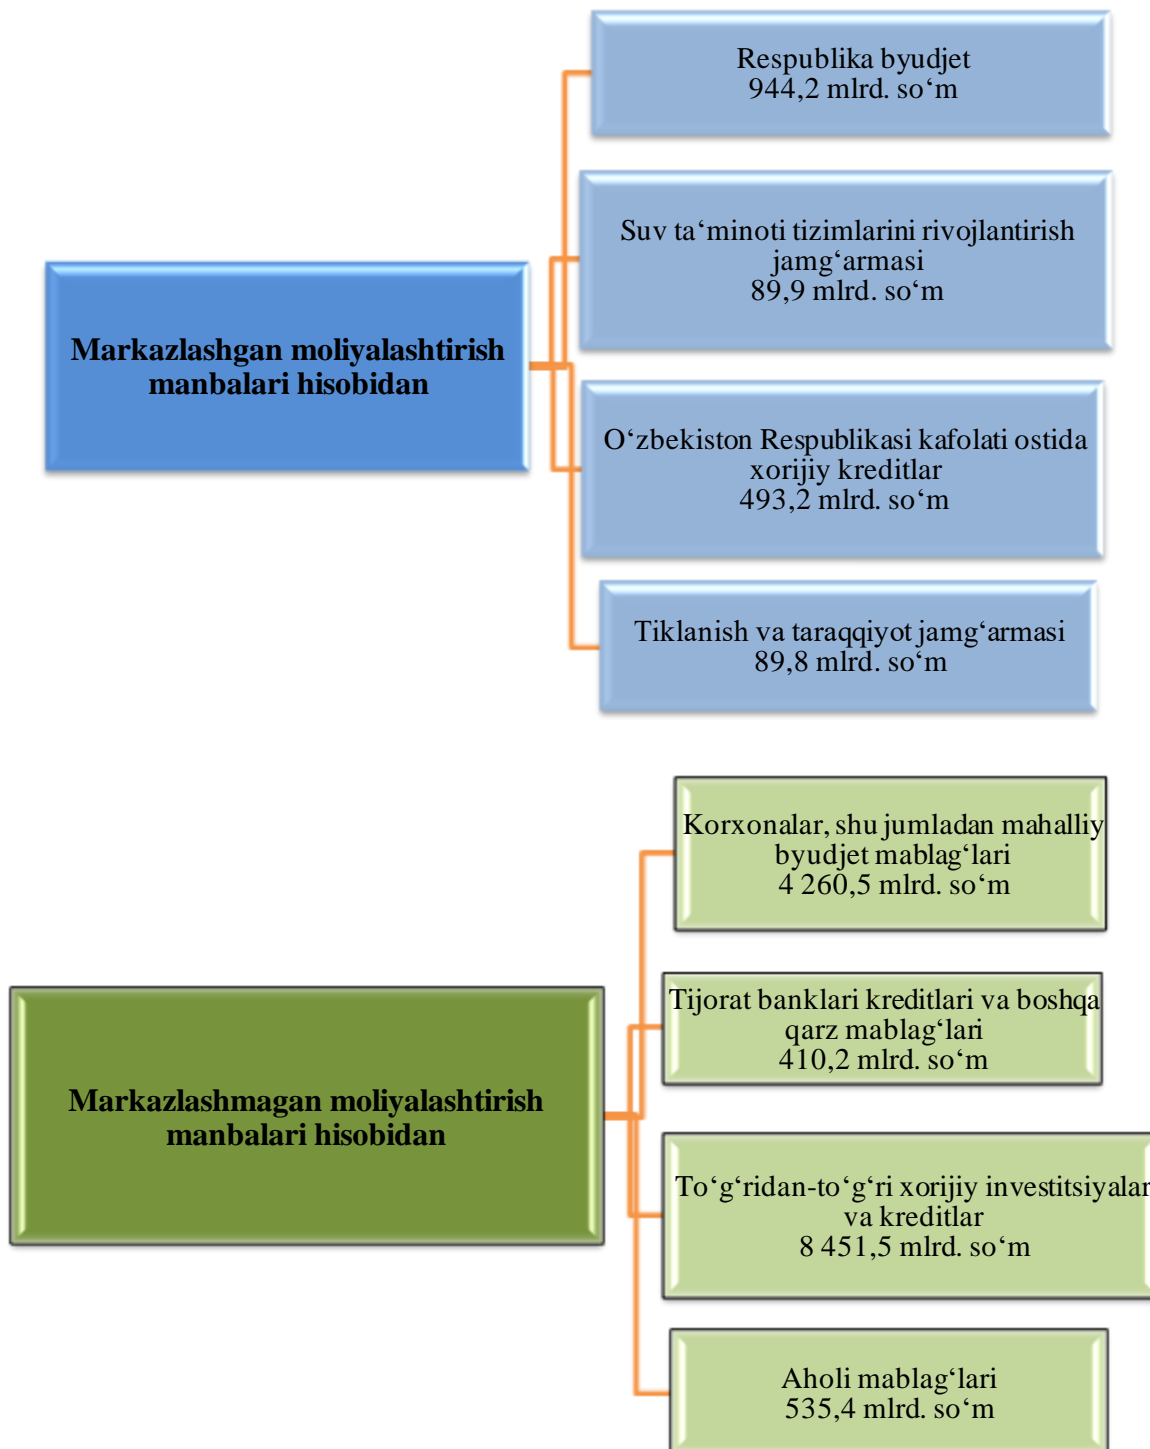 Respublika byudjet
944,2 mlrd. so‘m
Suv ta‘minoti tizimlarini rivojlantirish
jamg‘armasi
89,9 mlrd. so‘m
Markazlashgan moliyalashtirish
manbalari hisobidan
O‘zbekiston Respublikasi kafolati ostida
xorijiy kreditlar
493,2 mlrd. so‘m
Tiklanish va taraqqiyot jamg‘armasi
89,8 mlrd. so‘m
Korxonalar, shu jumladan mahalliy
byudjet mablag‘lari
4 260,5 mlrd. so‘m
Tijorat banklari kreditlari va boshqa
qarz mablag‘lari
410,2 mlrd. so‘m
Markazlashmagan moliyalashtirish
manbalari hisobidan
To‘g‘ridan-to‘g‘ri xorijiy investitsiyalar
va kreditlar
8 451,5 mlrd. so‘m
Aholi mablag‘lari
535,4 mlrd. so‘m